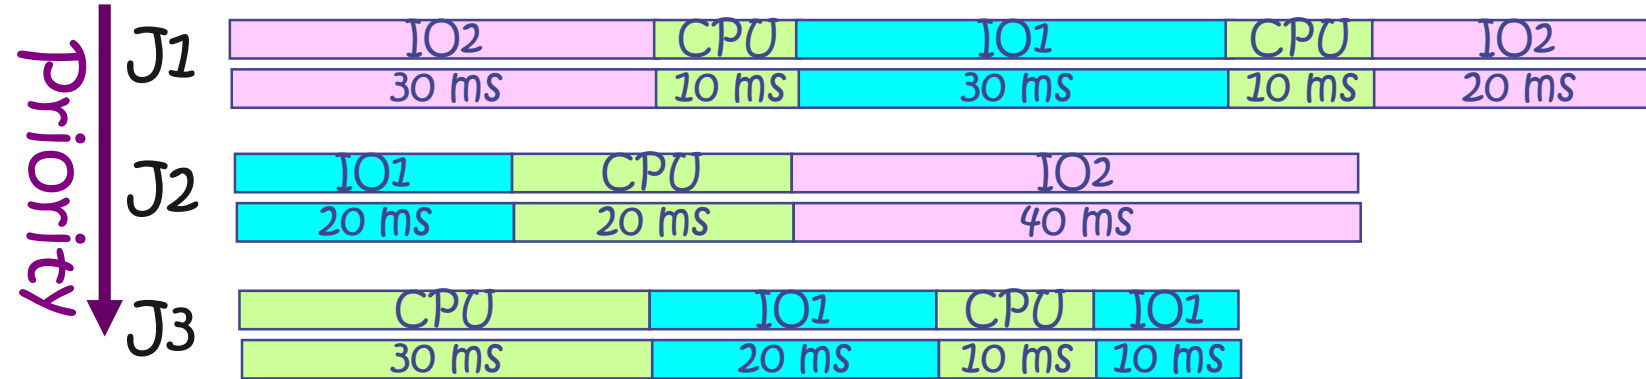 Priority
J1
IO2 CPU IO1 CPU IO2
30 ms 10 ms 30 ms 10 ms 20 ms
J2
IO1 CPU IO2
20 ms 20 ms 40 ms
J3
CPU IO1 CPU IO1
30 ms 20 ms 10 ms 10 ms